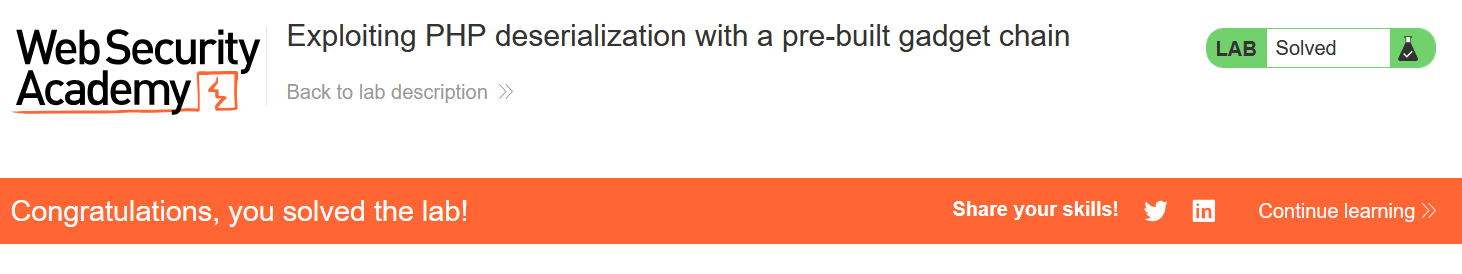 Web Security
Academy
Exploiting PHP deserialization with a pre-built gadget chain
Back to lab description
LAB Solved
Congratulations, you solved the lab!
Share your skills!
Continue learning